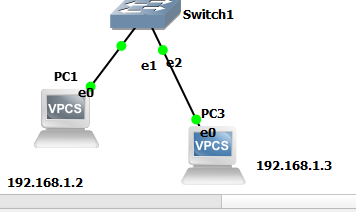 Switch1
e1
e2
PC1
e0
VPCS
PC3
e0
VPCS
192.168.1.3
192.168.1.2